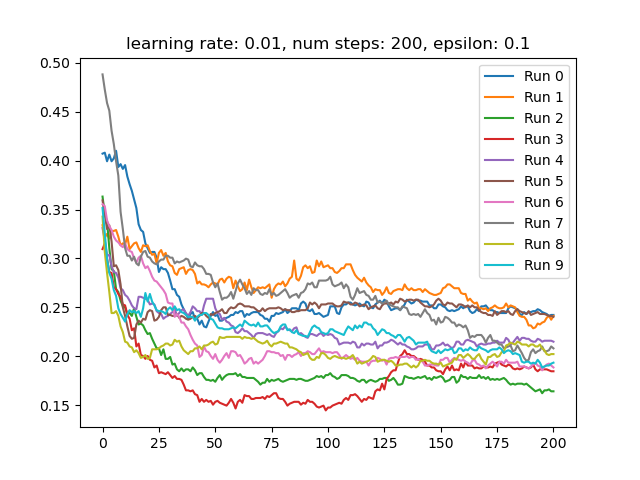 learning rate: 0.01, num steps: 200, epsilon: 0.1
0.50
0.45
0.40
0.35
0.30
0.25
0.20
0.15
Run 0
Run 1
Run 2
Run 3
Run 4
Run 5
Run 6
Run 7
Run 8
Run 9
0 25 50 75 100 125 150 175 200